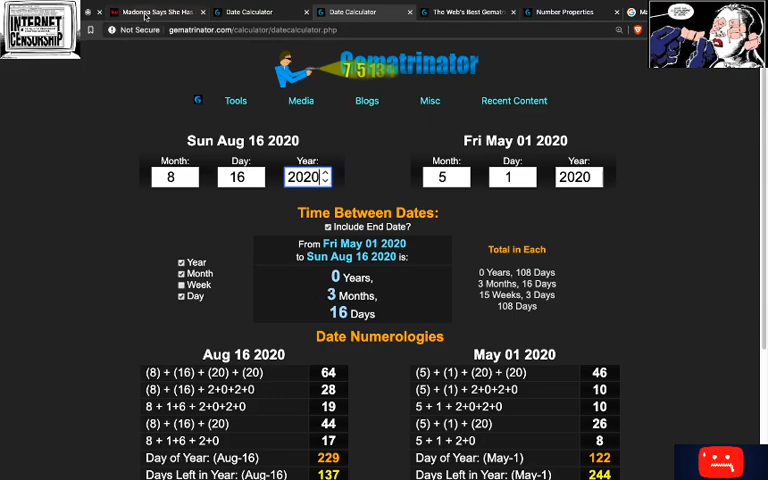 INTERNET
CENSORSHIP
Madonna Says She Has
Date Calculator
Date Calculator
The Web's Best Gematri
Number Properties
Not Secure
gematrinator.com/calculator/datecalculator.php
Gematrinator
7 5 13
Tools
Media
Blogs
Misc
Recent Content
Sun Aug 16 2020
Fri May 01 2020
Month:
Day:
Year:
Month:
Day:
Year:
8
16
2020
5
1
2020
Time Between Dates:
Include End Date?
From Fri May 01 2020
to Sun Aug 16 2020 is:
0 Years,
3 Months,
16 Days
Year
Month
Week
Day
Total in Each
0 Years, 108 Days
3 Months, 16 Days
15 Weeks, 3 Days
108 Days
Date Numerologies
Aug 16 2020
May 01 2020
(8) + (16) + (20) + (20) 64
(5) + (1) + (20) + (20) 46
(8) + (16) + 2+0+2+0 28
(5) + (1) + 2+0+2+0 10
8 + 1+6 + 2+0+2+0 19
5 + 1 + 2+0+2+0 10
(8) + (16) + (20) 44
(5) + (1) + (20) 26
8 + 1+6 + 2+0 17
5 + 1 + 2+0 8
Day of Year: (Aug-16) 229
Day of Year: (May-1) 122
Days Left in Year: (Aug-16) 137
Days Left in Year: (May-1) 244